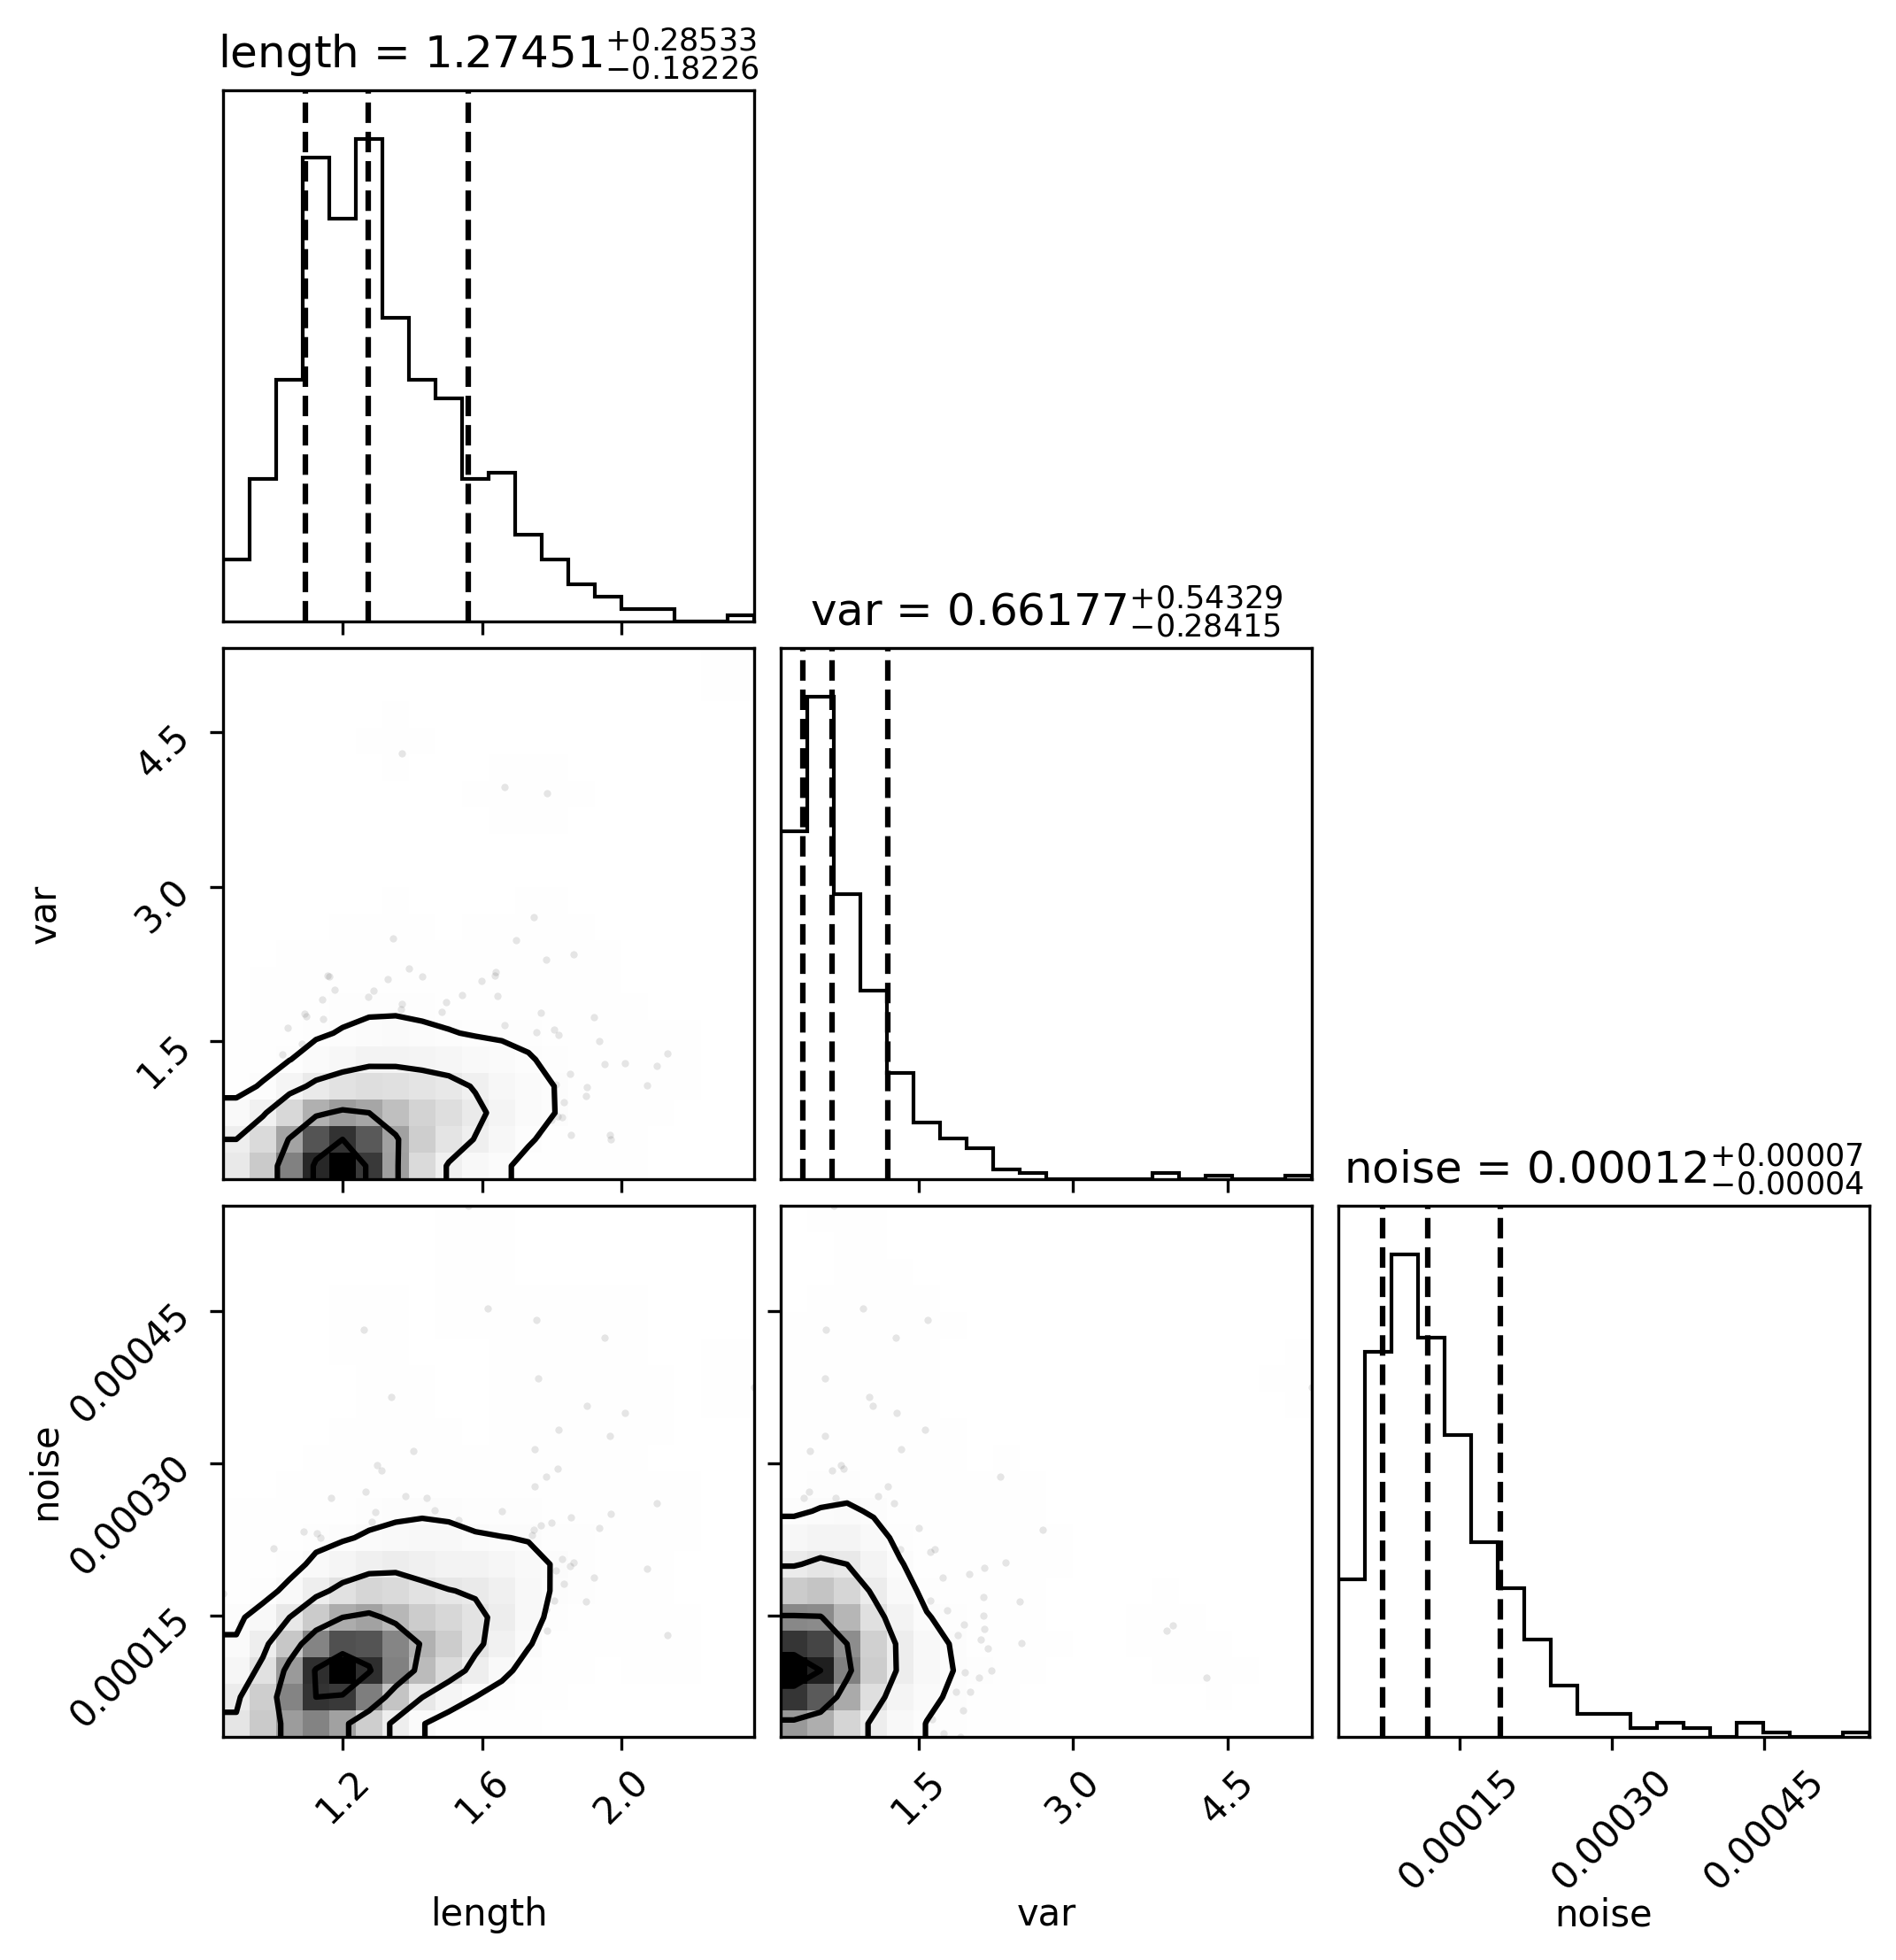 length = 1.27451 +0.28533 −0.18226
var = 0.66177 +0.54329 −0.28415
4.5
3.0
1.5
var
noise = 0.00012 +0.00007 −0.00004
0.00045
0.00030
0.00015
noise
1.2 1.6 2.0
length
1.5 3.0 4.5
var
0.00015 0.00030 0.00045
noise